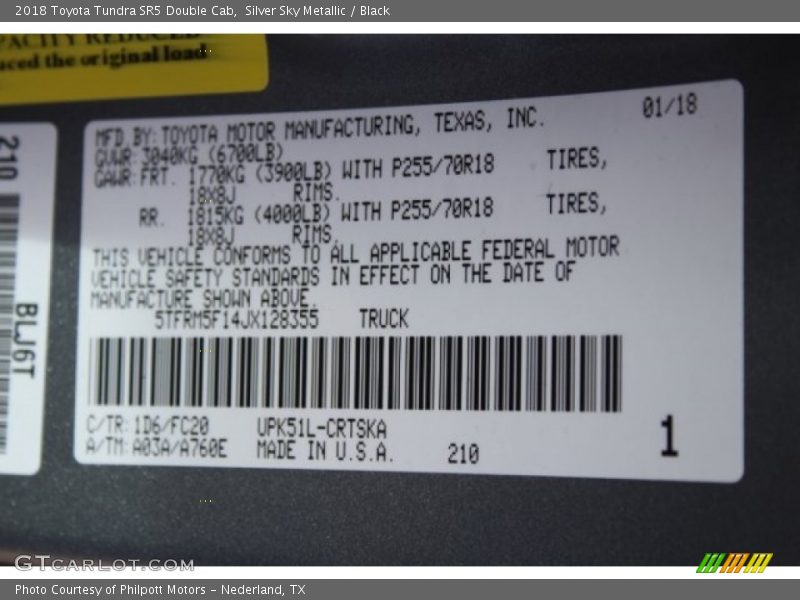 2018 Toyota Tundra SR5 Double Cab, Silver Sky Metallic / Black
REDUCED
the original load
01/18
MFD BY: TOYOTA MOTOR MANUFACTURING, TEXAS, INC.
GVWR: 3040KG (6700LB)
GAWR: FRT. 1770KG (3900LB) WITH P255/70R18 TIRES,
18X8J RIMS.
RR. 1815KG (4000LB) WITH P255/70R18 TIRES,
18X8J RIMS.
THIS VEHICLE CONFORMS TO ALL APPLICABLE FEDERAL MOTOR
VEHICLE SAFETY STANDARDS IN EFFECT ON THE DATE OF
MANUFACTURE SHOWN ABOVE.
5TFRM5F14JX128355 TRUCK
C/TR: 1D6/FC20 UPK51L-CRTSKA
A/TM: A03A/A760E MADE IN U.S.A. 210
1
210
BLJ6T
GTCARLOT.COM
Photo Courtesy of Philpott Motors - Nederland, TX